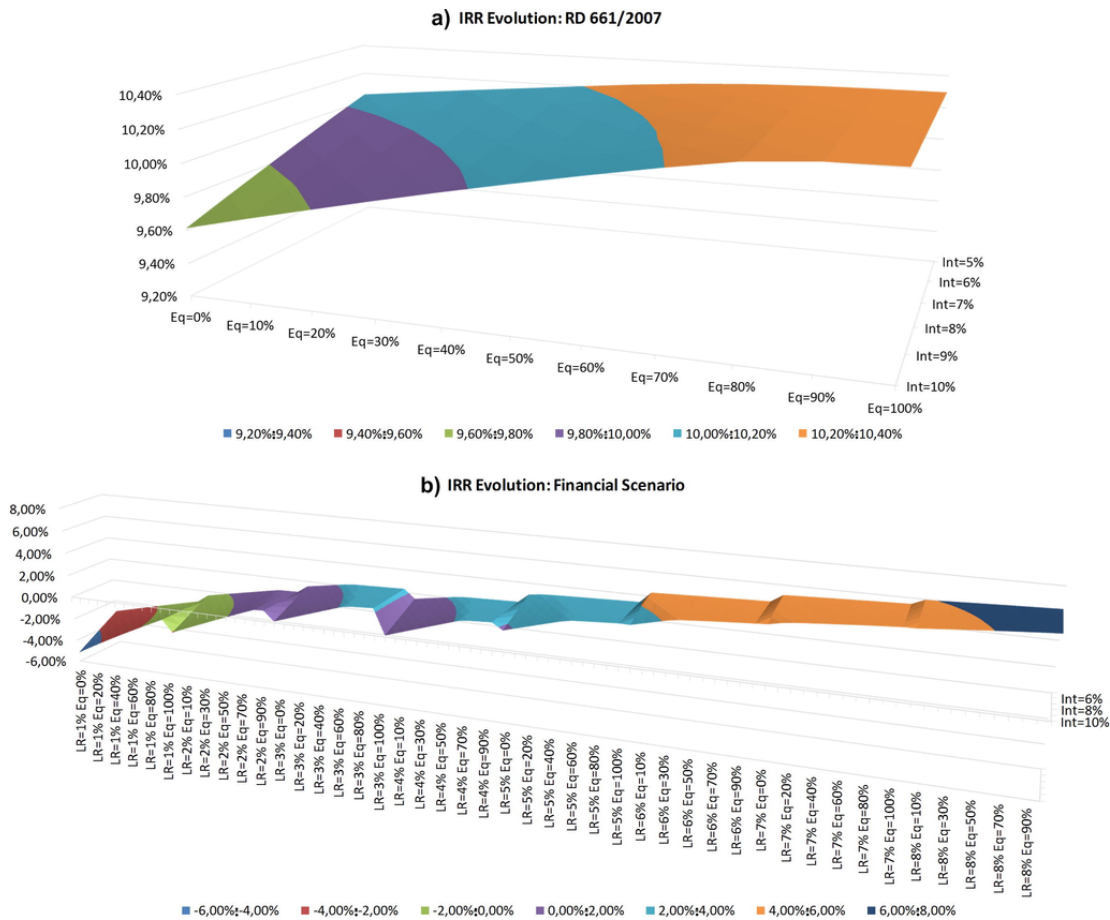 a) IRR Evolution: RD 661/2007
10,40%
10,20%
10,00%
9,80%
9,60%
9,40%
9,20%
Eq=0%
Eq=10%
Eq=20%
Eq=30%
Eq=40%
Eq=50%
Eq=60%
Eq=70%
Eq=80%
Eq=90%
Eq=100%
Int=5%
Int=6%
Int=7%
Int=8%
Int=9%
Int=10%
9,20%:9,40% 9,40%:9,60% 9,60%:9,80% 9,80%:10,00% 10,00%:10,20% 10,20%:10,40%
b) IRR Evolution: Financial Scenario
8,00%
6,00%
4,00%
2,00%
0,00%
-2,00%
-4,00%
-6,00%
Int=6%
Int=8%
Int=10%
LR=1% Eq=0%
LR=1% Eq=20%
LR=1% Eq=40%
LR=1% Eq=60%
LR=1% Eq=80%
LR=1% Eq=100%
LR=2% Eq=10%
LR=2% Eq=30%
LR=2% Eq=50%
LR=2% Eq=70%
LR=2% Eq=90%
LR=3% Eq=0%
LR=3% Eq=20%
LR=3% Eq=40%
LR=3% Eq=60%
LR=3% Eq=80%
LR=3% Eq=100%
LR=4% Eq=10%
LR=4% Eq=30%
LR=4% Eq=50%
LR=4% Eq=70%
LR=4% Eq=90%
LR=5% Eq=0%
LR=5% Eq=20%
LR=5% Eq=40%
LR=5% Eq=60%
LR=5% Eq=80%
LR=5% Eq=100%
LR=6% Eq=10%
LR=6% Eq=30%
LR=6% Eq=50%
LR=6% Eq=70%
LR=6% Eq=90%
LR=7% Eq=0%
LR=7% Eq=20%
LR=7% Eq=40%
LR=7% Eq=60%
LR=7% Eq=80%
LR=7% Eq=100%
LR=8% Eq=10%
LR=8% Eq=30%
LR=8% Eq=50%
LR=8% Eq=70%
LR=8% Eq=90%
-6,00%:-4,00% -4,00%:-2,00% -2,00%:0,00% 0,00%:2,00% 2,00%:4,00% 4,00%:6,00% 6,00%:8,00%